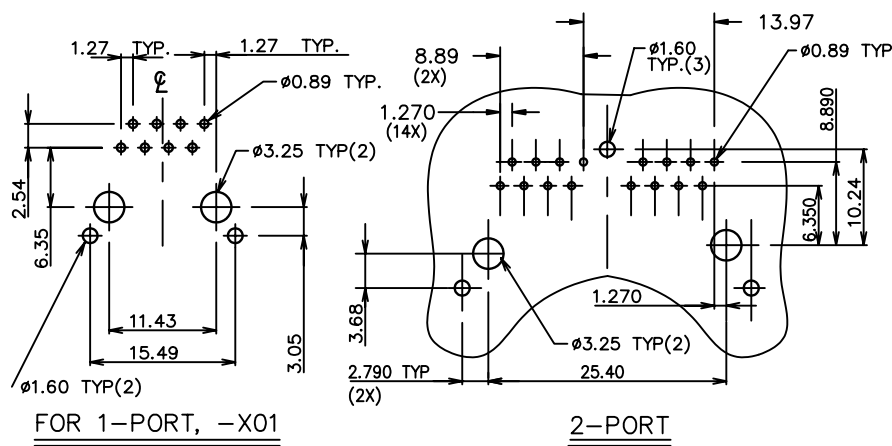 1.27 TYP.
1.27 TYP.
℄
ø0.89 TYP.
ø3.25 TYP(2)
2.54
6.35
11.43
15.49
3.05
ø1.60 TYP(2)
FOR 1-PORT, -X01
13.97
8.89
(2X)
ø1.60
TYP.(3)
ø0.89 TYP
1.270
(14X)
8.890
10.24
6.350
1.270
3.68
ø3.25 TYP(2)
2.790 TYP
(2X)
25.40
2-PORT